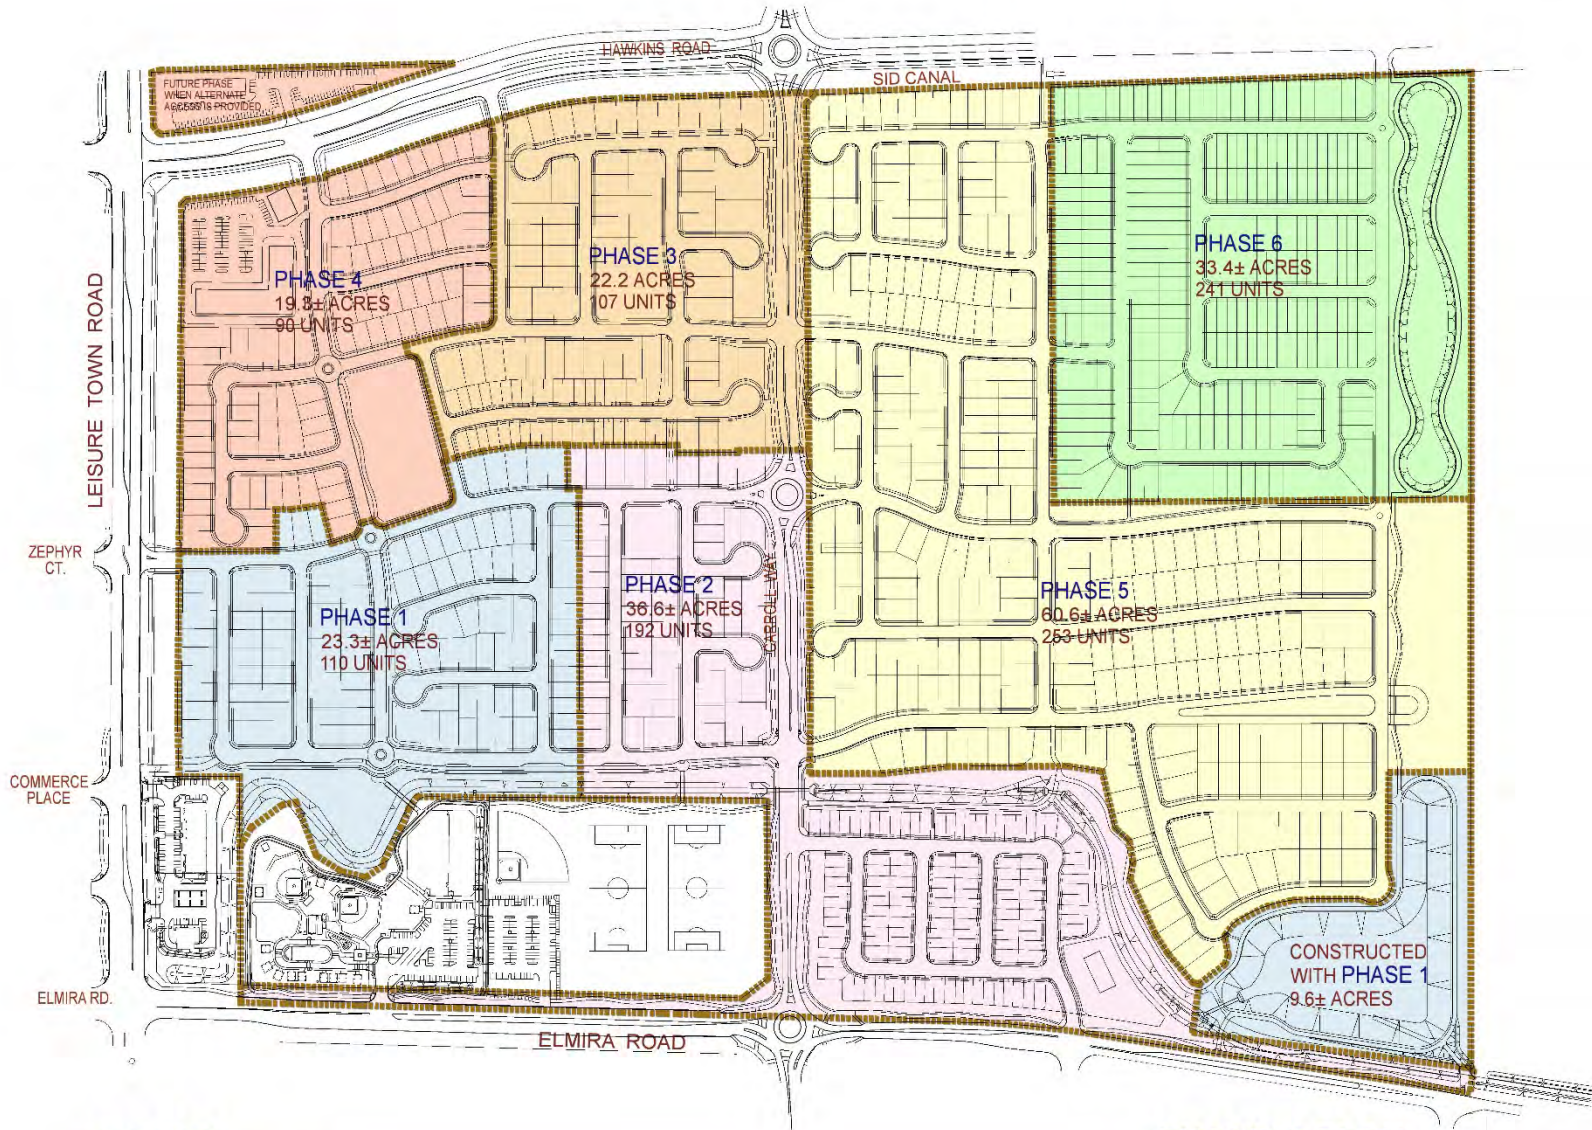 HAWKINS ROAD
SID CANAL
FUTURE PHASE
WHEN ALTERNATE
ACCESS IS PROVIDED
PHASE 4
19.3± ACRES
90 UNITS
PHASE 3
22.2 ACRES
107 UNITS
PHASE 6
33.4± ACRES
241 UNITS
LEISURE TOWN ROAD
ZEPHYR
CT.
PHASE 1
23.3± ACRES
110 UNITS
PHASE 2
36.6± ACRES
192 UNITS
CARROLL WAY
PHASE 5
60.6± ACRES
253 UNITS
COMMERCE
PLACE
CONSTRUCTED
WITH PHASE 1
9.6± ACRES
ELMIRA RD.
ELMIRA ROAD